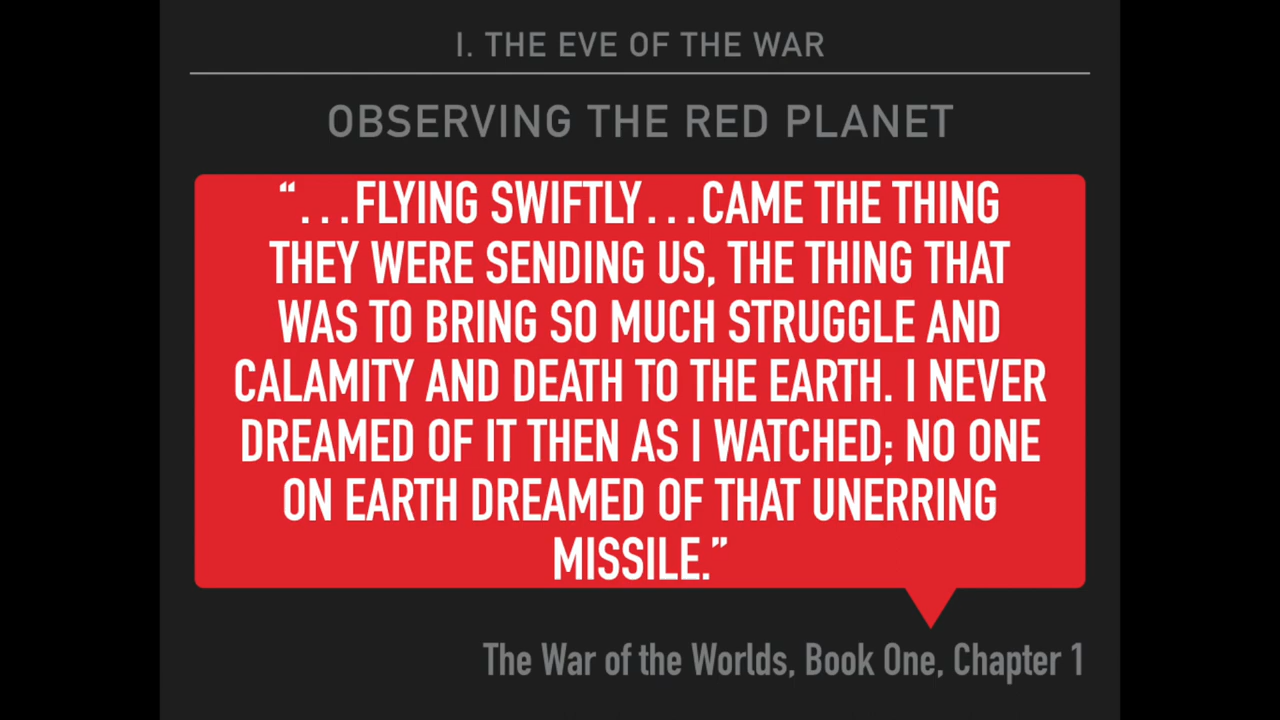 I. THE EVE OF THE WAR
OBSERVING THE RED PLANET
“…FLYING SWIFTLY…CAME THE THING
THEY WERE SENDING US, THE THING THAT
WAS TO BRING SO MUCH STRUGGLE AND
CALAMITY AND DEATH TO THE EARTH. I NEVER
DREAMED OF IT THEN AS I WATCHED; NO ONE
ON EARTH DREAMED OF THAT UNERRING
MISSILE.”
The War of the Worlds, Book One, Chapter 1